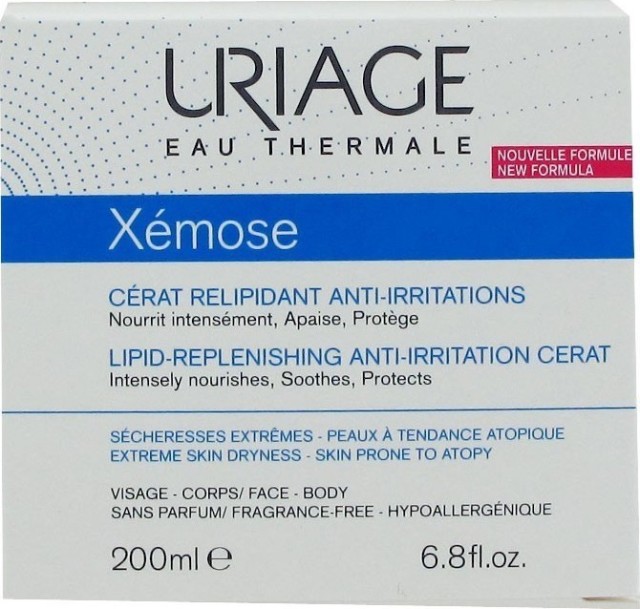 URIAGE
EAU THERMALE
NOUVELLE FORMULE
NEW FORMULA
Xémose
CÉRAT RELIPIDANT ANTI-IRRITATIONS
Nourrit intensément, Apaise, Protège
LIPID-REPLENISHING ANTI-IRRITATION CERAT
Intensely nourishes, Soothes, Protects
SÉCHERESSES EXTRÊMES - PEAUX À TENDANCE ATOPIQUE
EXTREME SKIN DRYNESS - SKIN PRONE TO ATOPY
VISAGE - CORPS/ FACE - BODY
SANS PARFUM/ FRAGRANCE-FREE - HYPOALLERGÉNIQUE
200ml ℮ 6.8fl.oz.